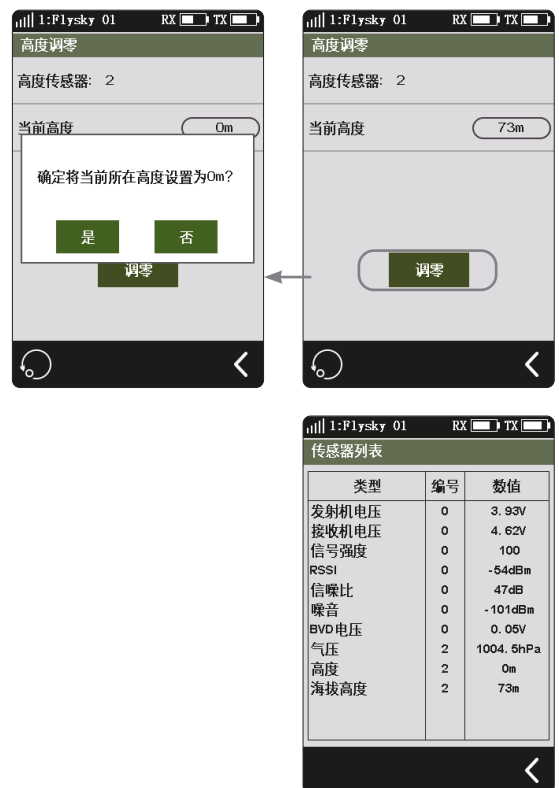 1:Flysky 01 RX TX
高度调零
高度传感器: 2
当前高度 0m
确定将当前所在高度设置为0m?
是 否
调零
1:Flysky 01 RX TX
高度调零
高度传感器: 2
当前高度 73m
调零
1:Flysky 01 RX TX
传感器列表
类型 编号 数值
发射机电压 0 3.93V
接收机电压 0 4.62V
信号强度 0 100
RSSI 0 -54dBm
信噪比 0 47dB
噪音 0 -101dBm
BVD电压 0 0.05V
气压 2 1004.5hPa
高度 2 0m
海拔高度 2 73m